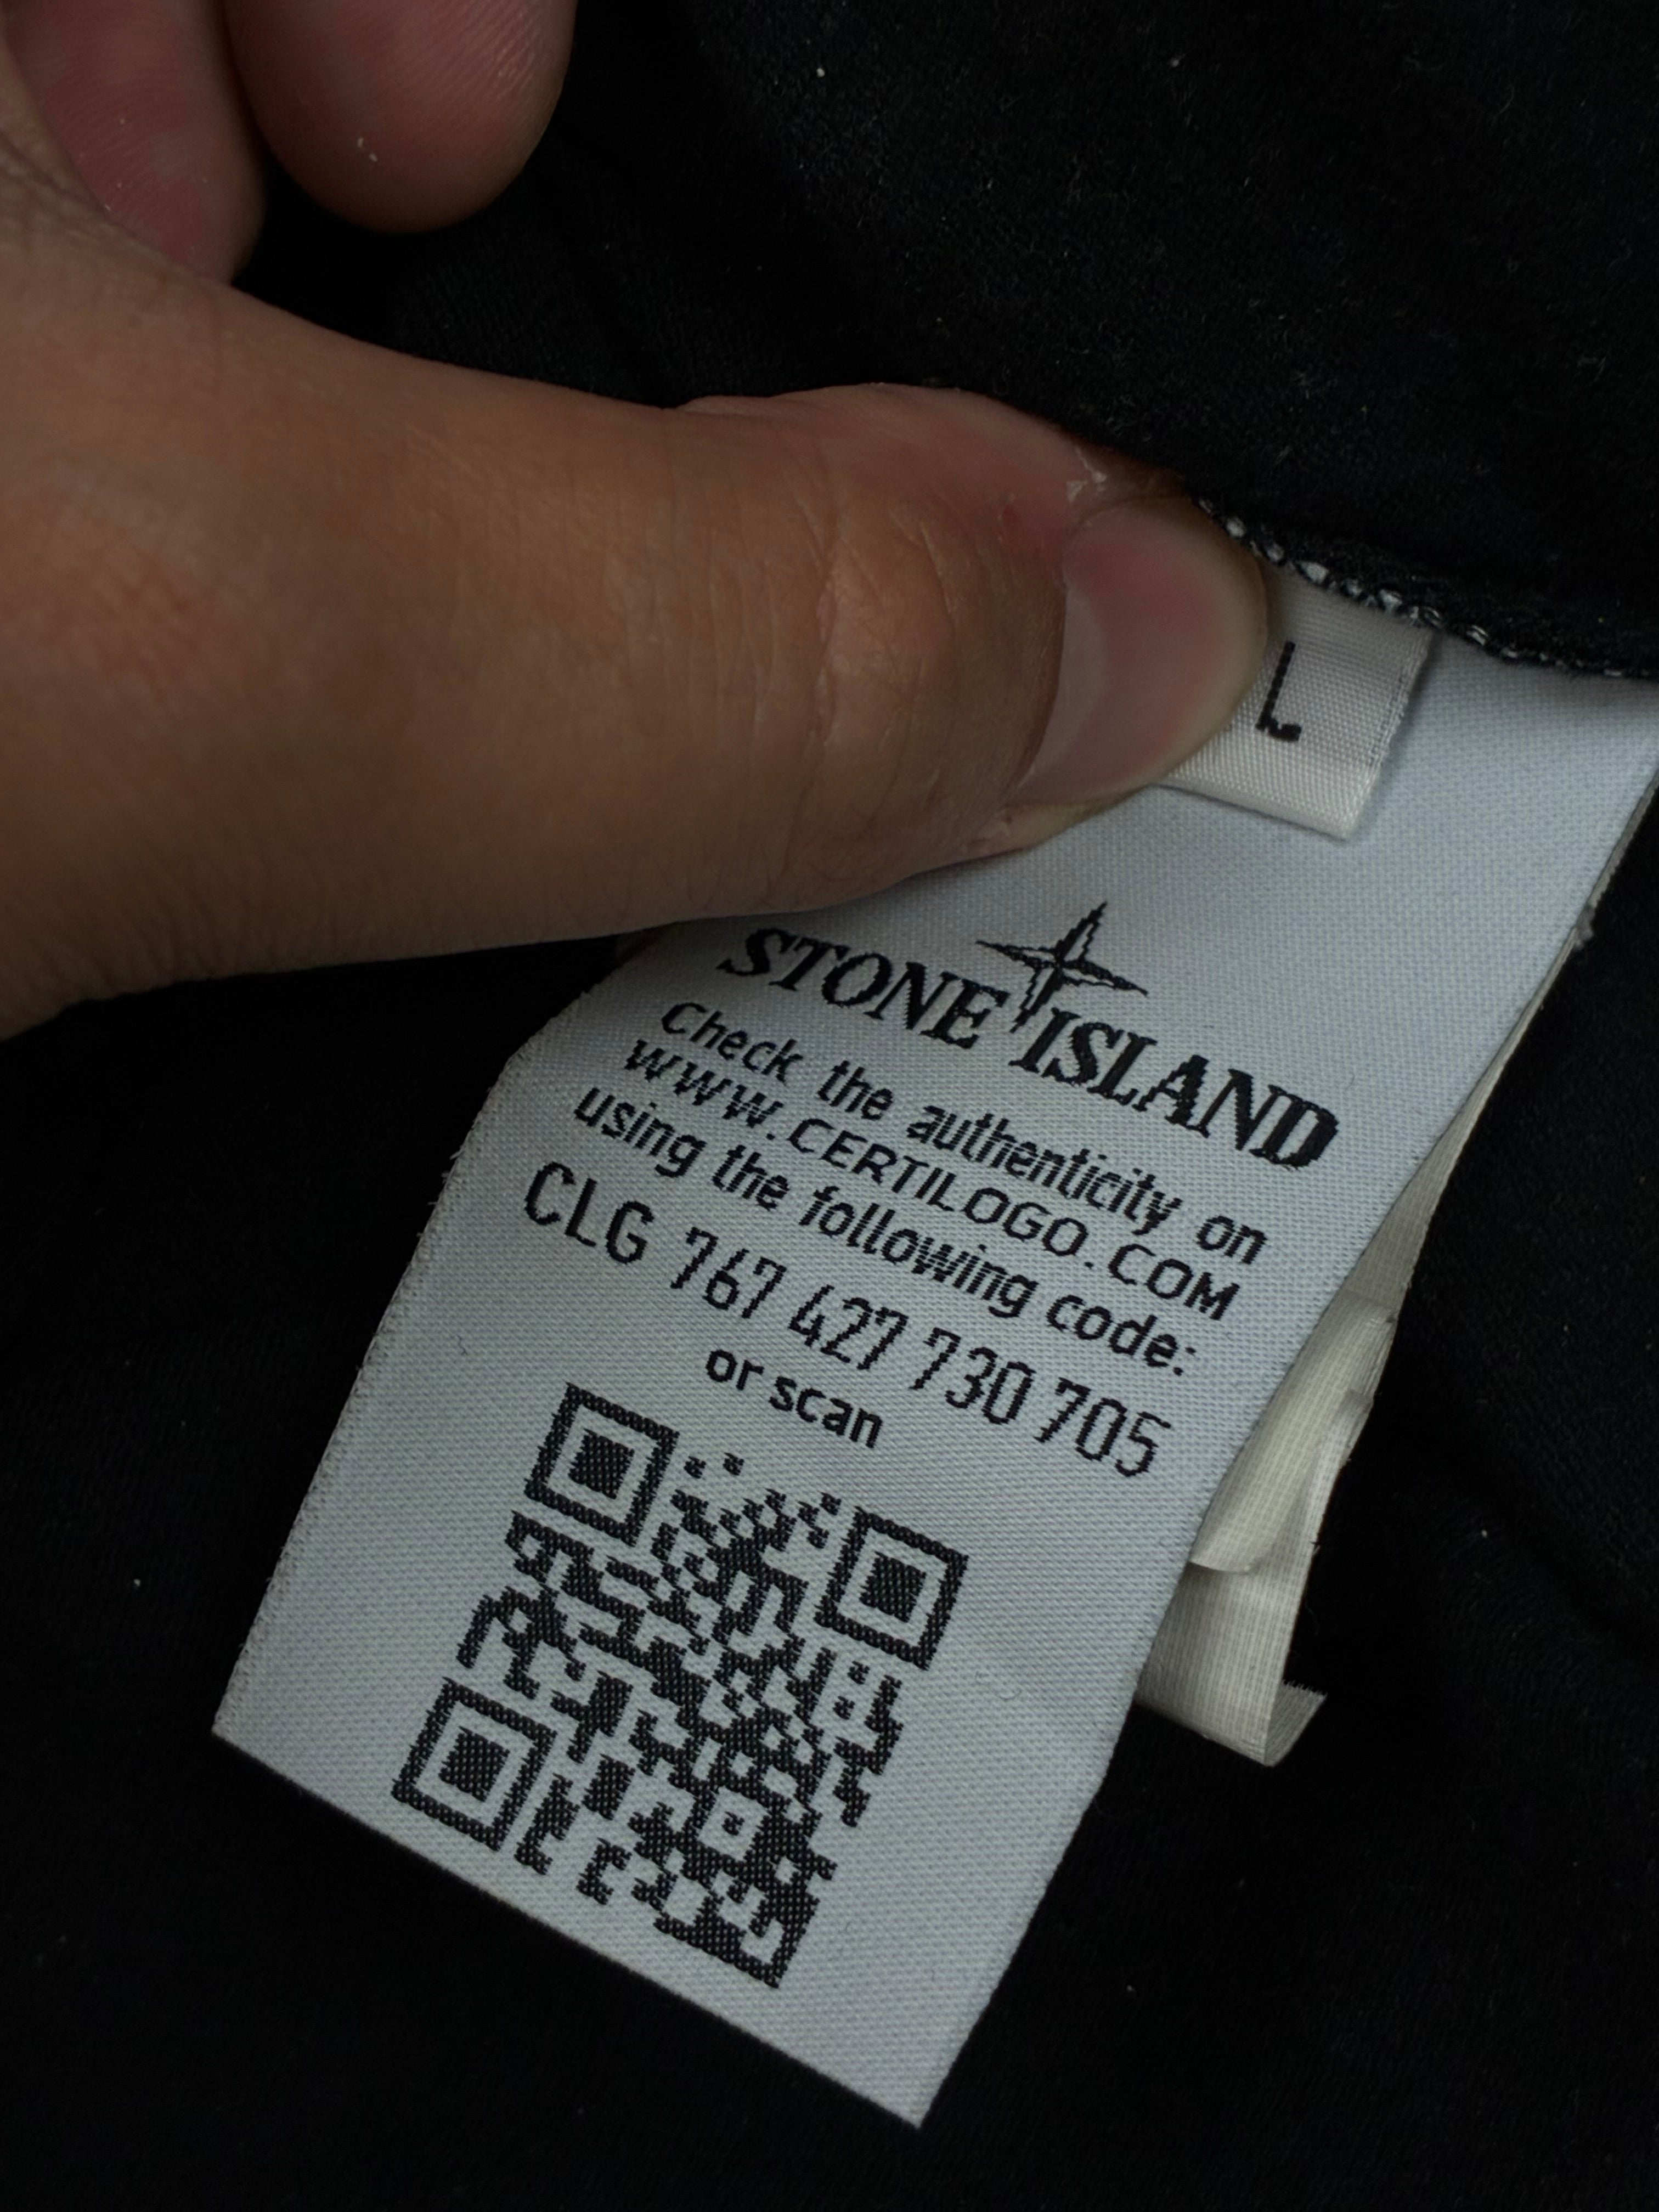 L
STONE ISLAND
Check the authenticity on
WWW.CERTILOGO.COM
using the following code:
CLG 767 427 730 705
or scan